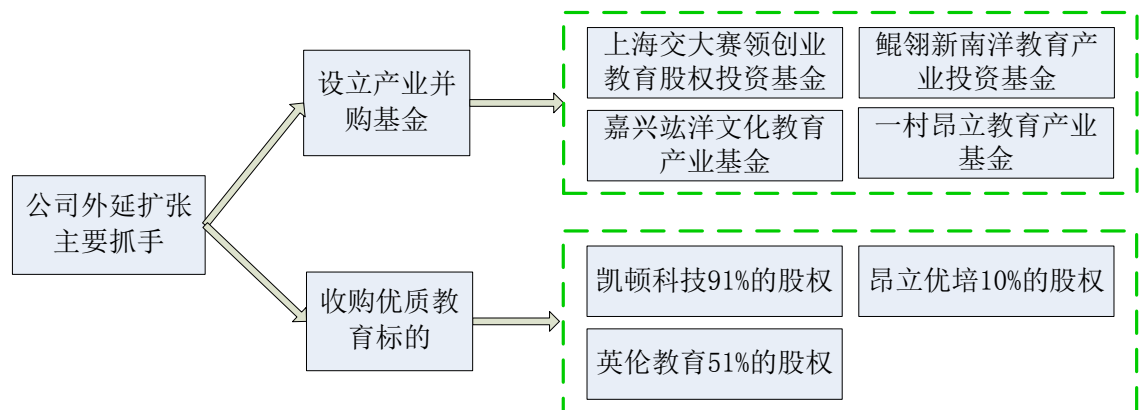 公司外延扩张
主要抓手
设立产业并
购基金
上海交大赛领创业
教育股权投资基金
鲲翎新南洋教育产
业投资基金
嘉兴竑洋文化教育
产业基金
一村昂立教育产业
基金
收购优质教
育标的
凯顿科技91%的股权
昂立优培10%的股权
英伦教育51%的股权